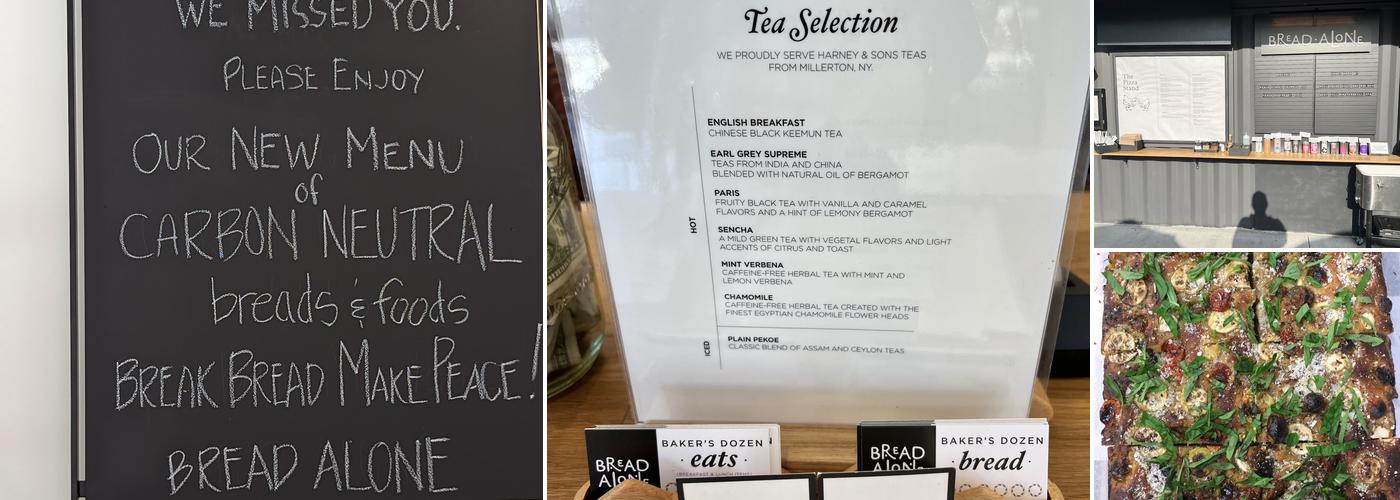 WE MISSED YOU.
PLEASE ENJOY
OUR NEW MENU
of
CARBON NEUTRAL
breads & foods
BREAK BREAD MAKE PEACE!
BREAD ALONE
Tea Selection
WE PROUDLY SERVE HARNEY & SONS TEAS
FROM MILLERTON, NY.
HOT
ENGLISH BREAKFAST
CHINESE BLACK KEEMUN TEA
EARL GREY SUPREME
TEAS FROM INDIA AND CHINA
BLENDED WITH NATURAL OIL OF BERGAMOT
PARIS
FRUITY BLACK TEA WITH VANILLA AND CARAMEL
FLAVORS AND A HINT OF LEMONY BERGAMOT
SENCHA
A MILD GREEN TEA WITH VEGETAL FLAVORS AND LIGHT
ACCENTS OF CITRUS AND TOAST
MINT VERBENA
CAFFEINE-FREE HERBAL TEA WITH MINT AND
LEMON VERBENA
CHAMOMILE
CAFFEINE-FREE HERBAL TEA CREATED WITH THE
FINEST EGYPTIAN CHAMOMILE FLOWER HEADS
ICED
PLAIN PEKOE
CLASSIC BLEND OF ASSAM AND CEYLON TEAS
BREAD
ALONE
BAKER'S DOZEN
· eats ·
(BREAKFAST & LUNCH ITEMS)
BREAD
ALONE
BAKER'S DOZEN
· bread ·
BREAD·ALONE
The
Pizza
Stand